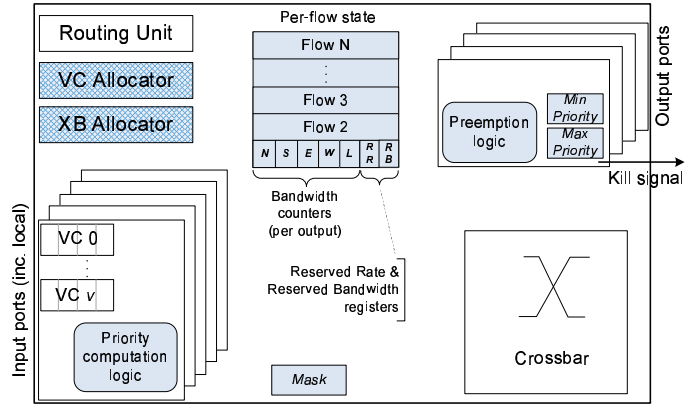 Routing Unit
VC Allocator
XB Allocator
Per-flow state
Flow N
Flow 3
Flow 2
N S E W L R R R B
Bandwidth
counters
(per output)
Reserved Rate &
Reserved Bandwidth
registers
Preemption
logic
Min
Priority
Max
Priority
Output ports
Kill signal
Input ports (inc. local)
VC 0
VC v
Priority
computation
logic
Mask
Crossbar